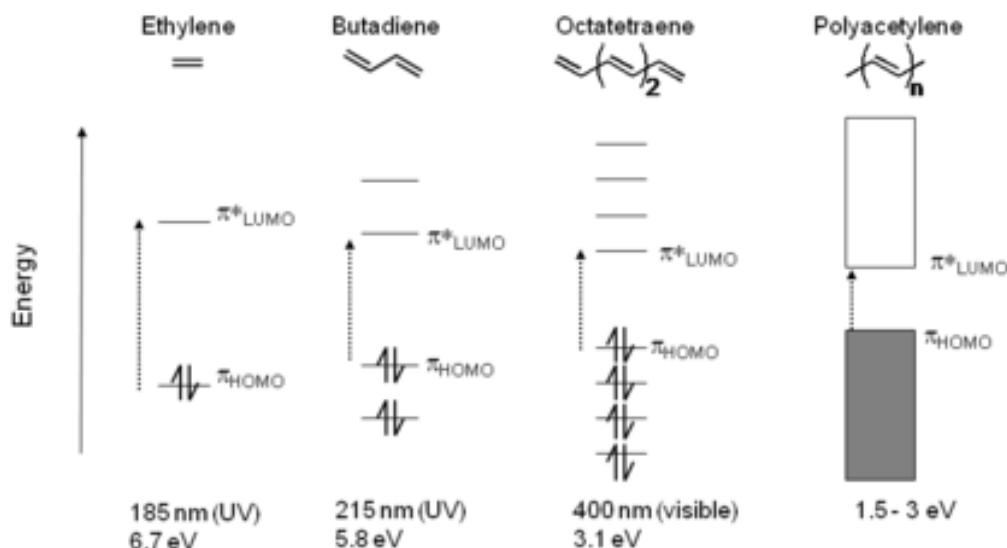 Ethylene
Butadiene
Octatetraene
Polyacetylene
2
n
Energy
π*LUMO
π*LUMO
π*LUMO
π*LUMO
πHOMO
πHOMO
πHOMO
πHOMO
185 nm (UV)
6.7 eV
215 nm (UV)
5.8 eV
400 nm (visible)
3.1 eV
1.5 - 3 eV